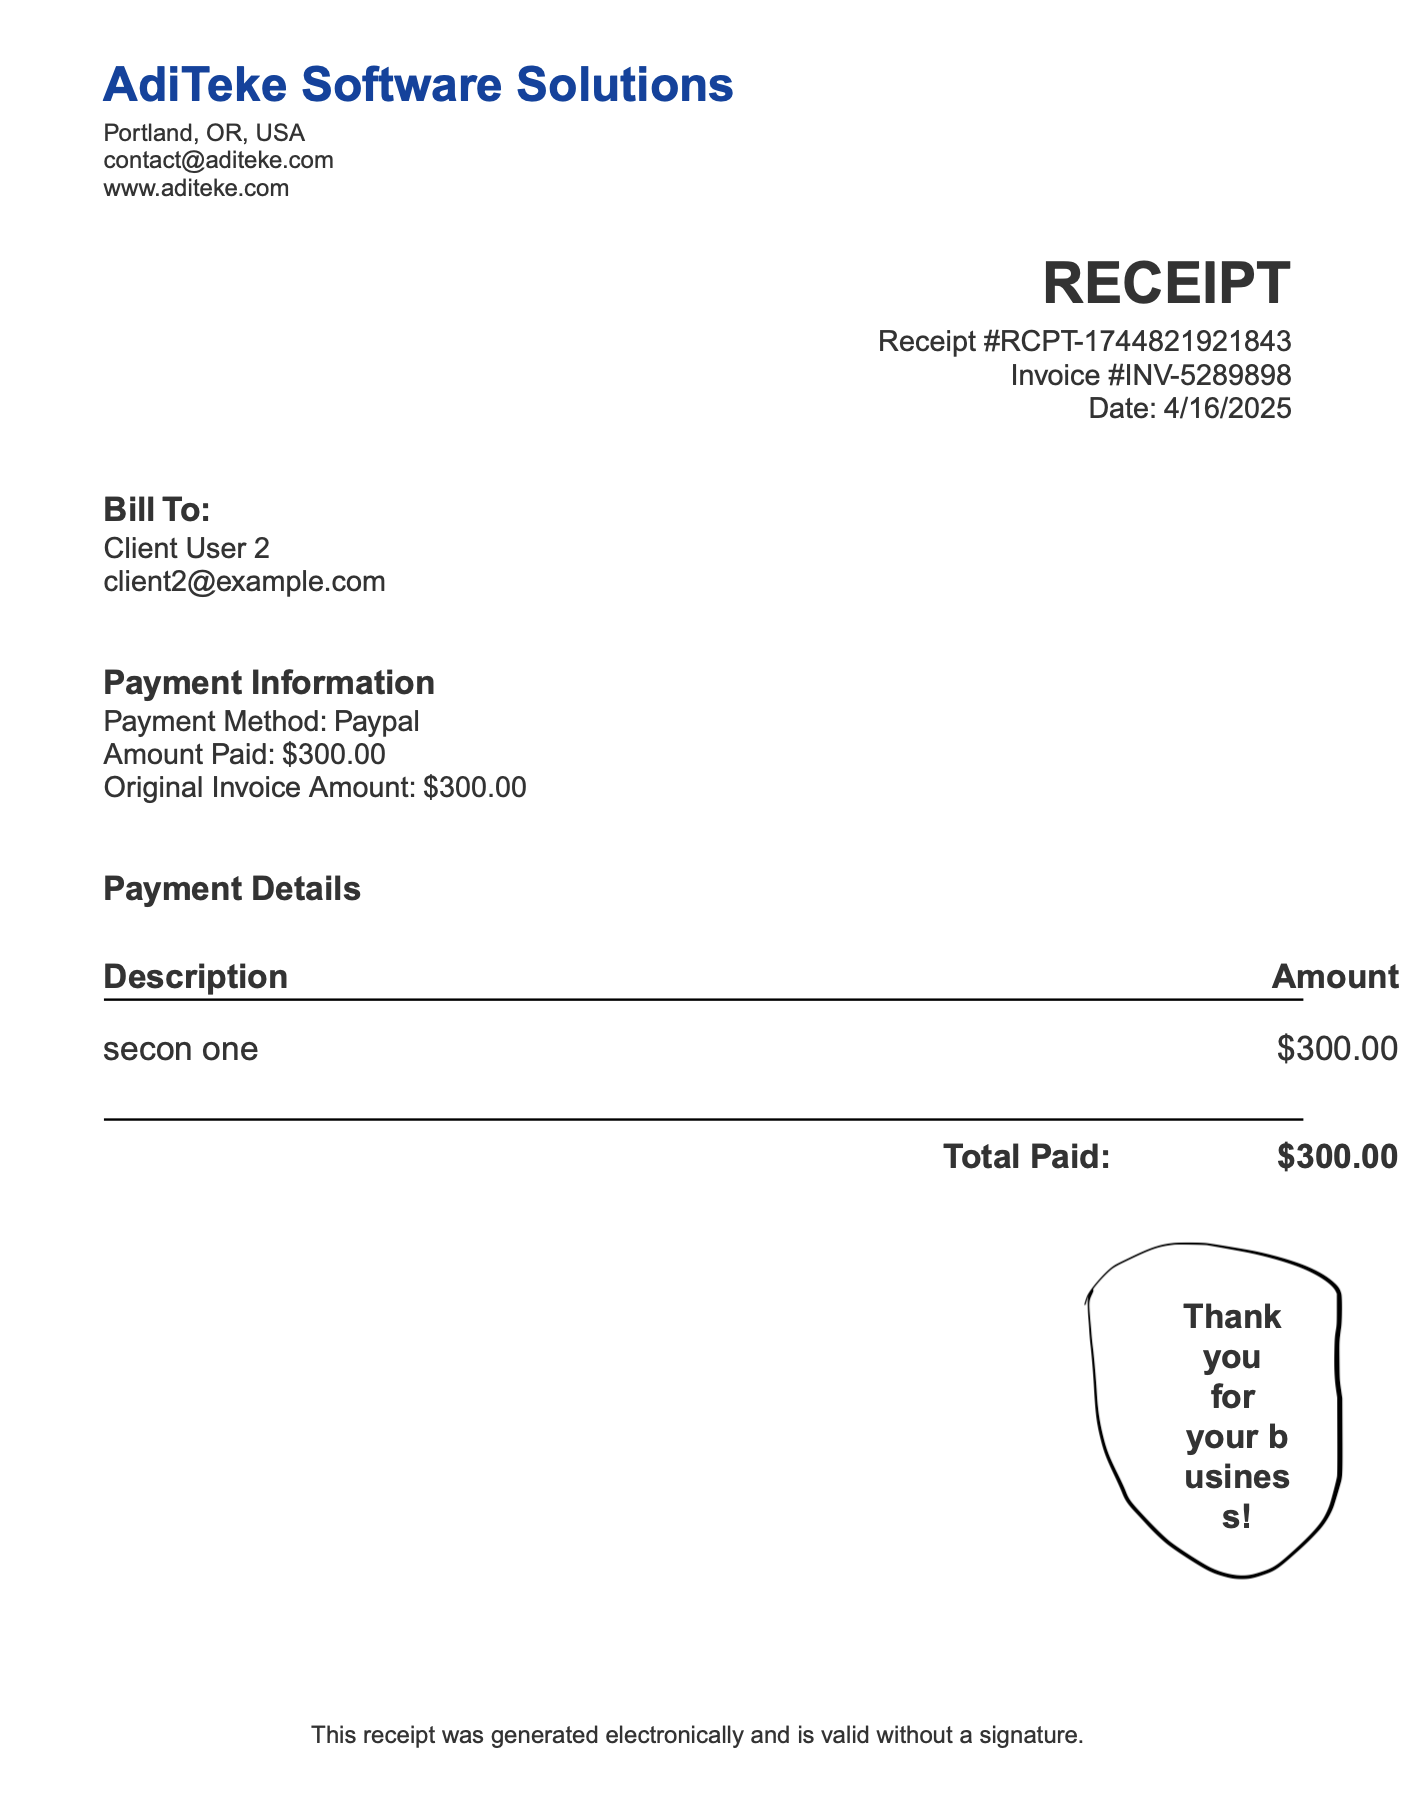 AdiTeke Software Solutions
Portland, OR, USA
contact@aditeke.com
www.aditeke.com
RECEIPT
Receipt #RCPT-1744821921843
Invoice #INV-5289898
Date: 4/16/2025
Bill To:
Client User 2
client2@example.com
Payment Information
Payment Method: Paypal
Amount Paid: $300.00
Original Invoice Amount: $300.00
Payment Details
Description Amount
secon one $300.00
Total Paid: $300.00
Thank
you
for
your b
usines
s!
This receipt was generated electronically and is valid without a signature.